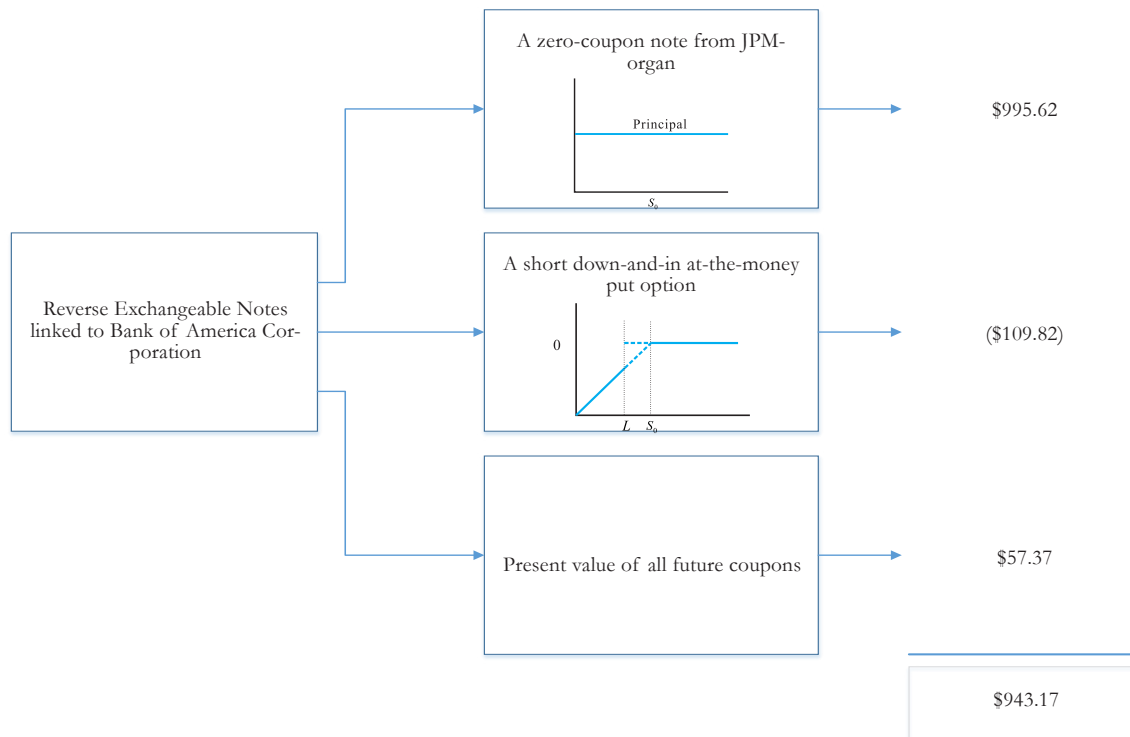 A zero-coupon note from JPM-
organ
Principal
S₀
$995.62
Reverse Exchangeable Notes
linked to Bank of America Cor-
poration
A short down-and-in at-the-money
put option
0
L S₀
($109.82)
Present value of all future coupons
$57.37
$943.17